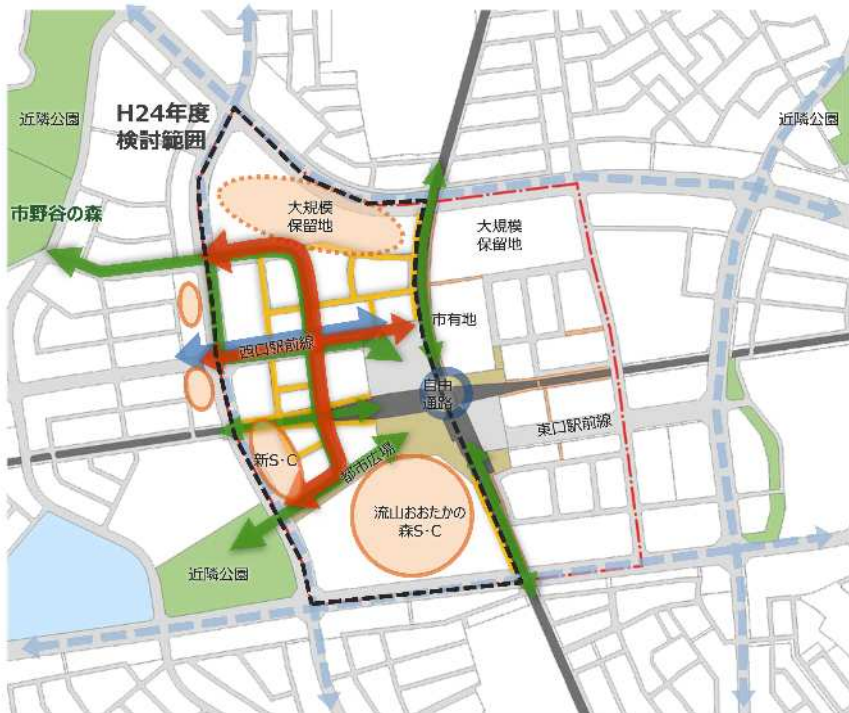 近隣公園
H24年度
検討範囲
近隣公園
市野谷の森
大規模
保留地
大規模
保留地
市有地
西口駅前線
自由
通路
東口駅前線
新S・C
都市広場
流山おおたかの
森S・C
近隣公園